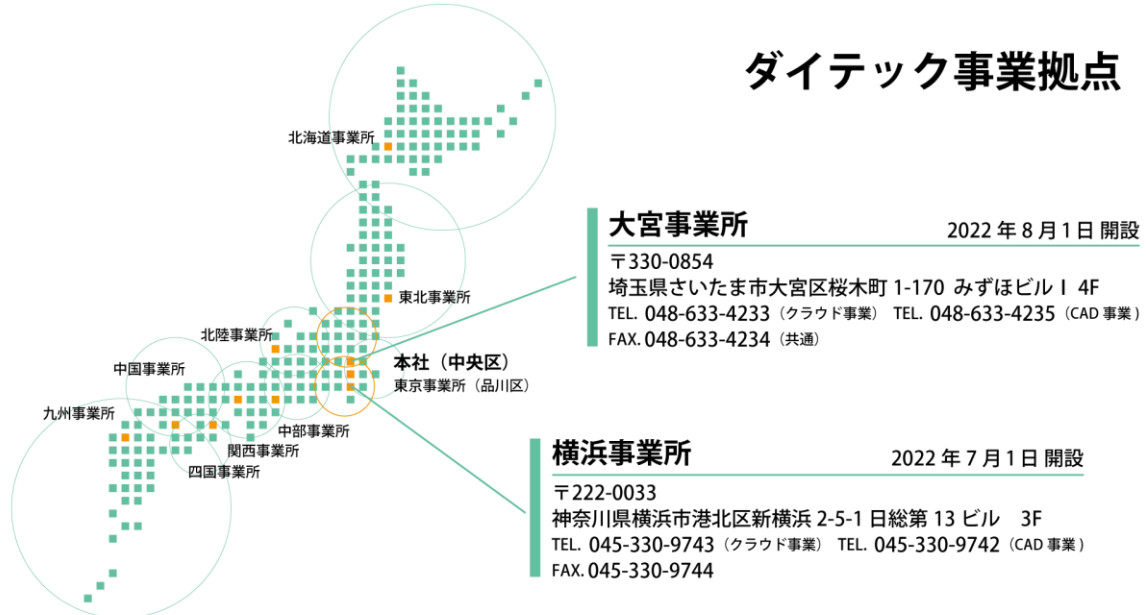 ダイテック事業拠点
北海道事業所
東北事業所
北陸事業所
中国事業所
九州事業所
本社（中央区）
東京事業所（品川区）
中部事業所
関西事業所
四国事業所
大宮事業所 2022年8月1日 開設
〒330-0854
埼玉県さいたま市大宮区桜木町 1-170 みずほビル I 4F
TEL. 048-633-4233（クラウド事業） TEL. 048-633-4235（CAD 事業）
FAX. 048-633-4234（共通）
横浜事業所 2022年7月1日 開設
〒222-0033
神奈川県横浜市港北区新横浜 2-5-1 日総第 13 ビル 3F
TEL. 045-330-9743（クラウド事業） TEL. 045-330-9742（CAD 事業）
FAX. 045-330-9744